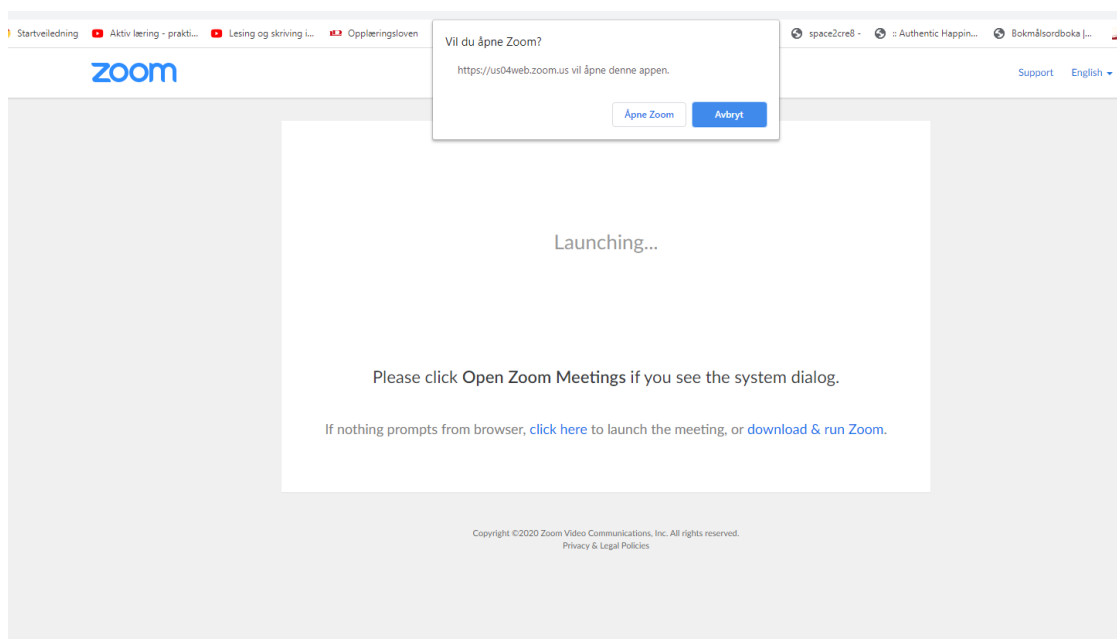 Startveiledning Aktiv læring - prakti... Lesing og skriving i... Opplæringsloven space2cre8 - :: Authentic Happin... Bokmålsordboka |...
Vil du åpne Zoom?
https://us04web.zoom.us vil åpne denne appen.
Åpne Zoom Avbryt
zoom Support English
Launching...
Please click Open Zoom Meetings if you see the system dialog.
If nothing prompts from browser, click here to launch the meeting, or download & run Zoom.
Copyright ©2020 Zoom Video Communications, Inc. All rights reserved.
Privacy & Legal Policies